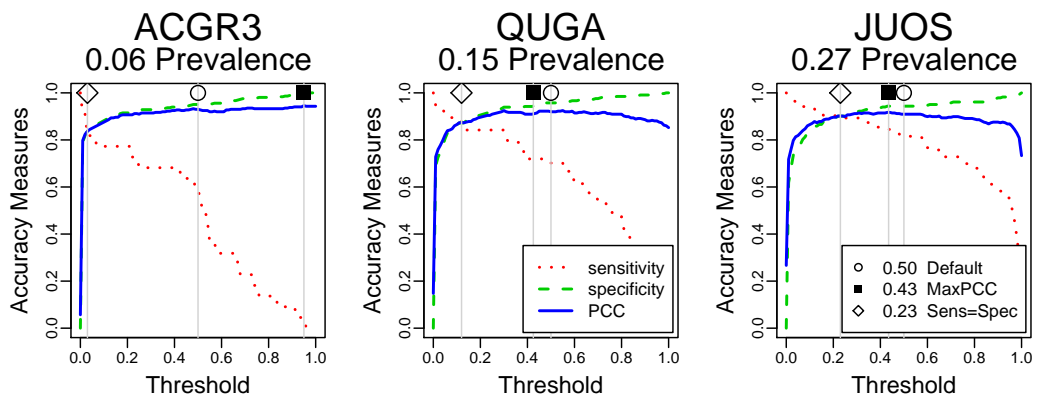 ACGR3
0.06 Prevalence
Accuracy Measures
0.0 0.2 0.4 0.6 0.8 1.0
0.0 0.2 0.4 0.6 0.8 1.0
Threshold
QUGA
0.15 Prevalence
Accuracy Measures
0.0 0.2 0.4 0.6 0.8 1.0
sensitivity
specificity
PCC
0.0 0.2 0.4 0.6 0.8 1.0
Threshold
JUOS
0.27 Prevalence
Accuracy Measures
0.0 0.2 0.4 0.6 0.8 1.0
0.50 Default
0.43 MaxPCC
0.23 Sens=Spec
0.0 0.2 0.4 0.6 0.8 1.0
Threshold